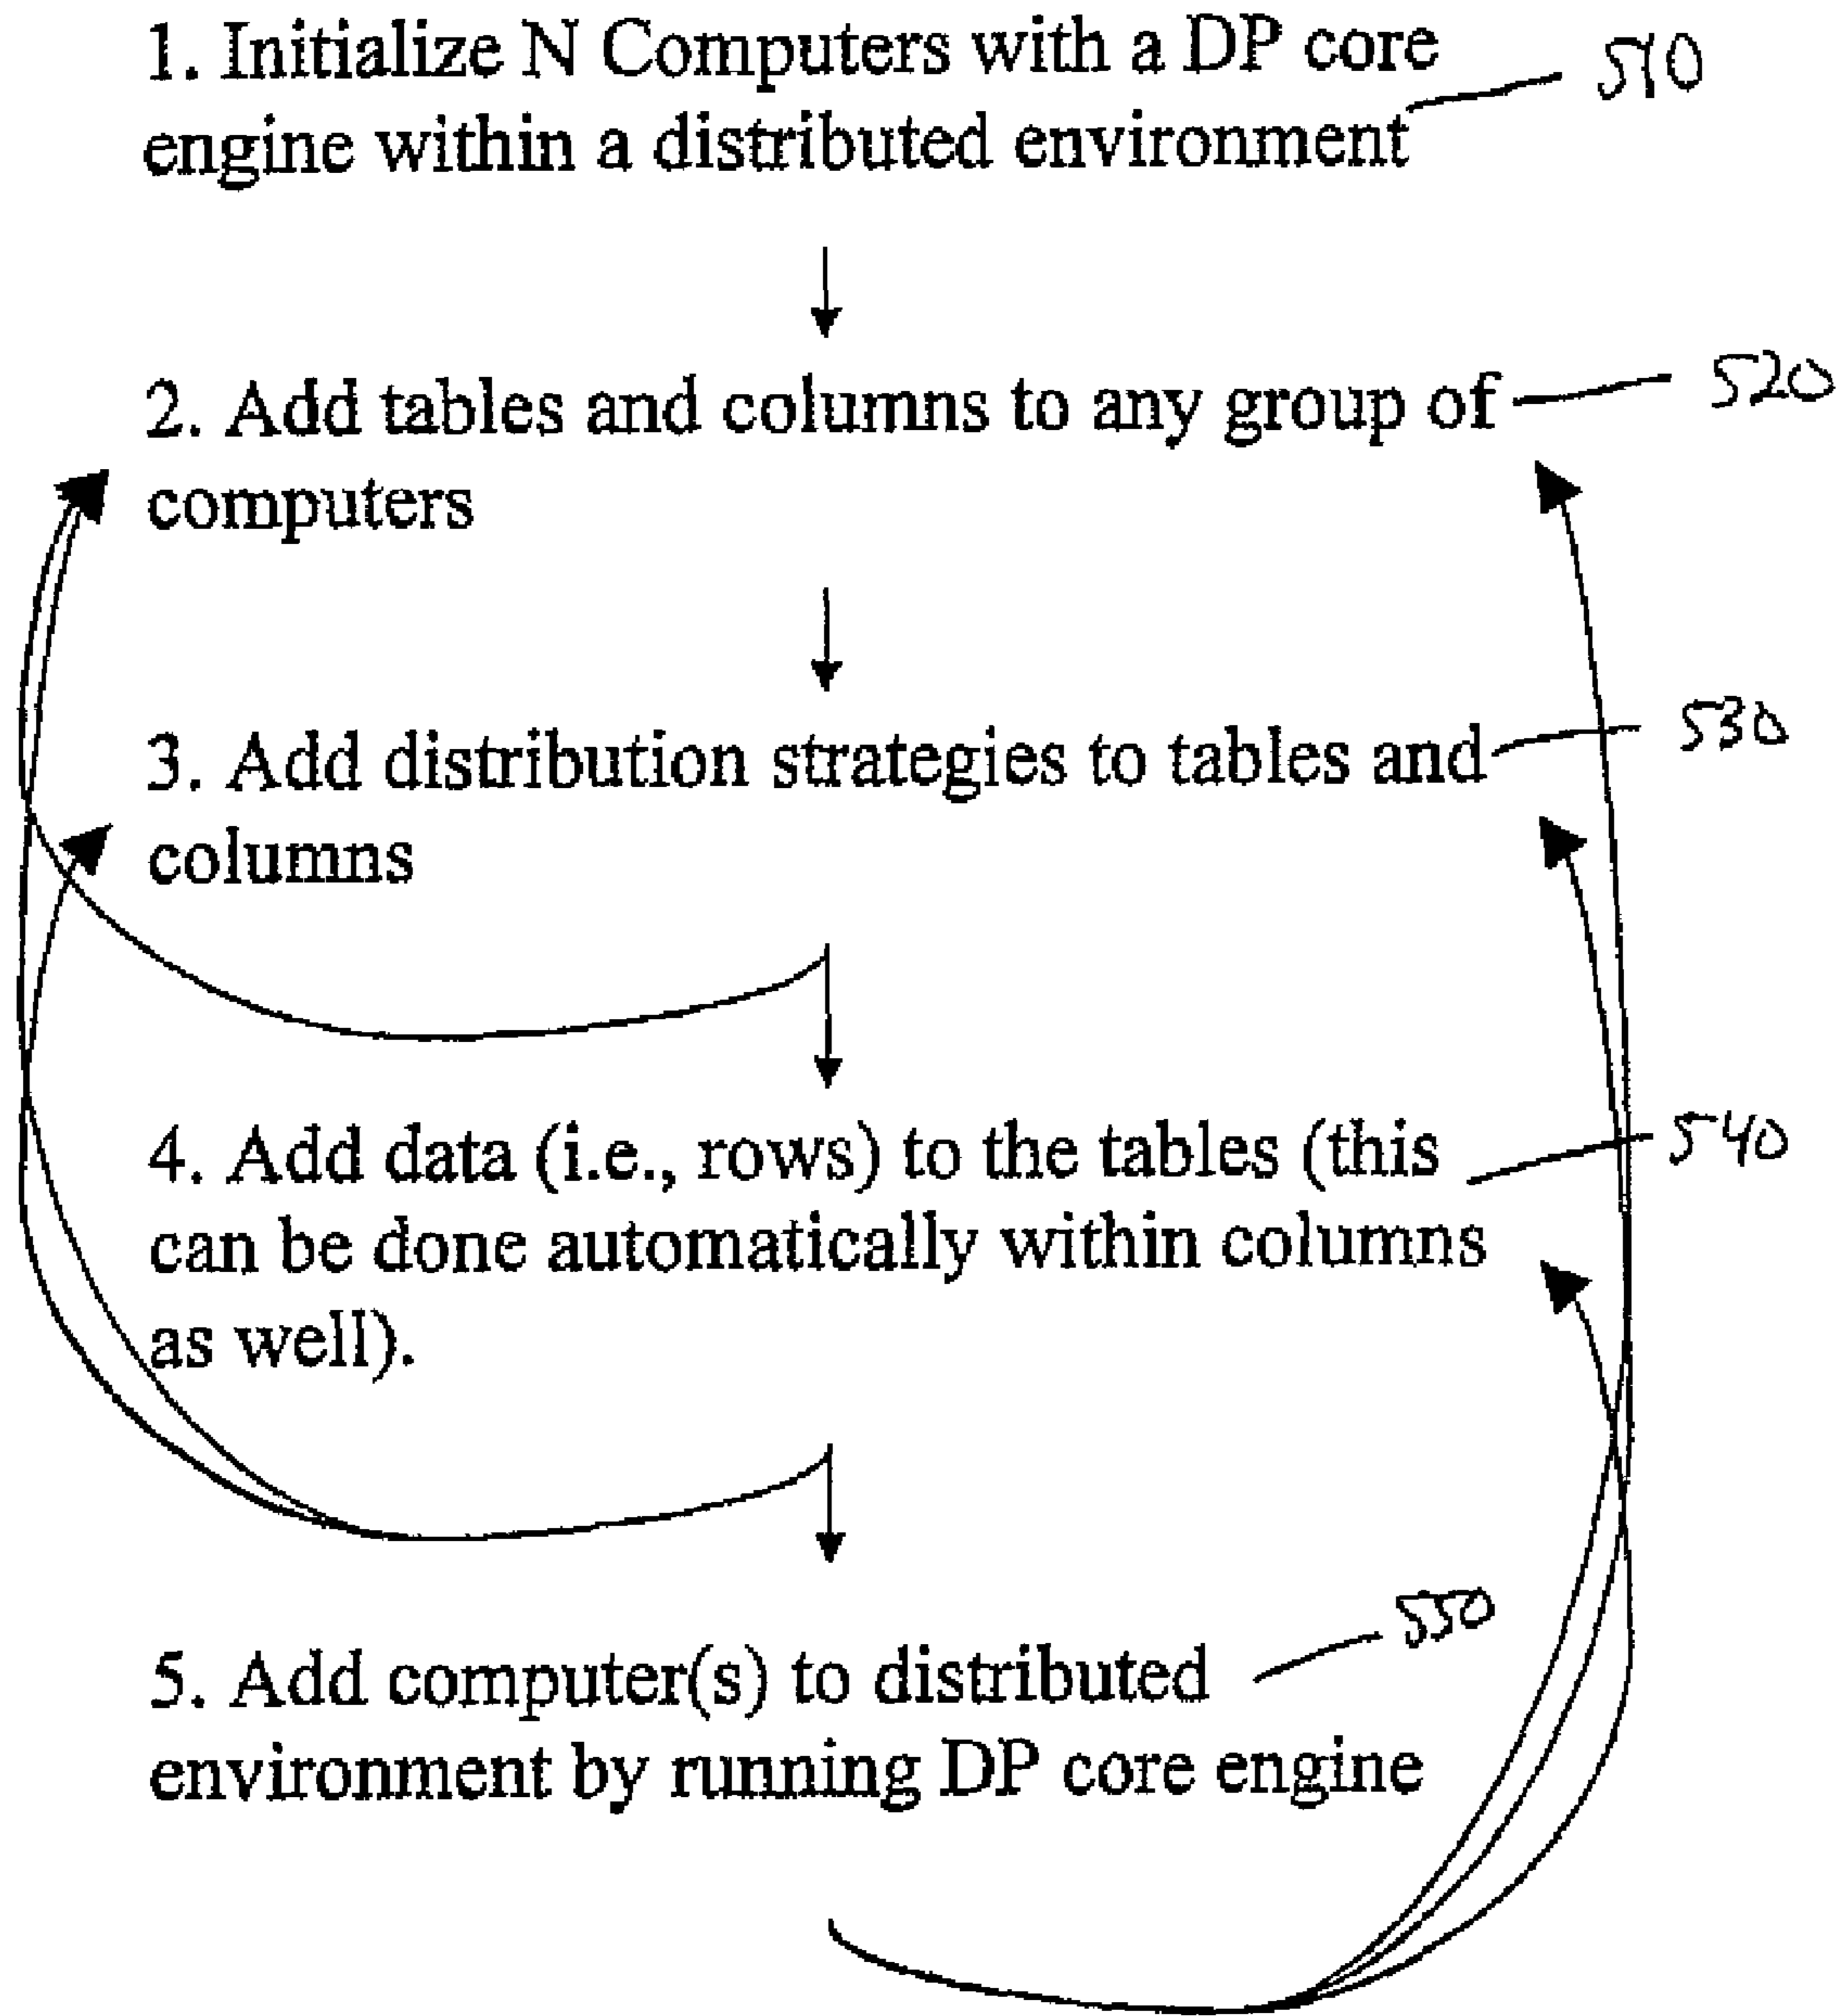 1. Initialize N Computers with a DP core
engine within a distributed environment
510
2. Add tables and columns to any group of
computers
520
3. Add distribution strategies to tables and
columns
530
4. Add data (i.e., rows) to the tables (this
can be done automatically within columns
as well).
540
5. Add computer(s) to distributed
environment by running DP core engine
550